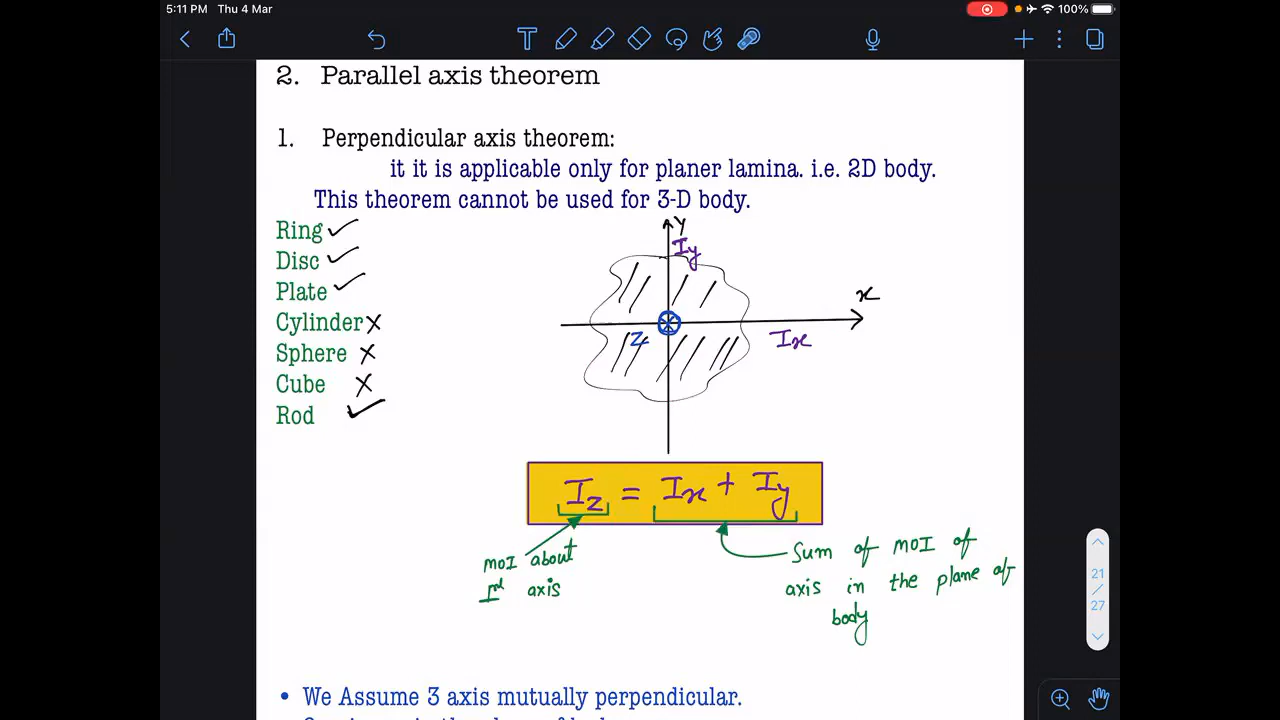 5:11 PM Thu 4 Mar
100%
2. Parallel axis theorem
1. Perpendicular axis theorem:
it it is applicable only for planer lamina. i.e. 2D body.
This theorem cannot be used for 3-D body.
Ring ✓
Disc ✓
Plate ✓
Cylinder x
Sphere x
Cube x
Rod ✓
y
Iy
x
Ix
z
Iz = Ix + Iy
MOI about
axis
Sum of MOI of
axis in the plane of
body
21
/
27
• We Assume 3 axis mutually perpendicular.